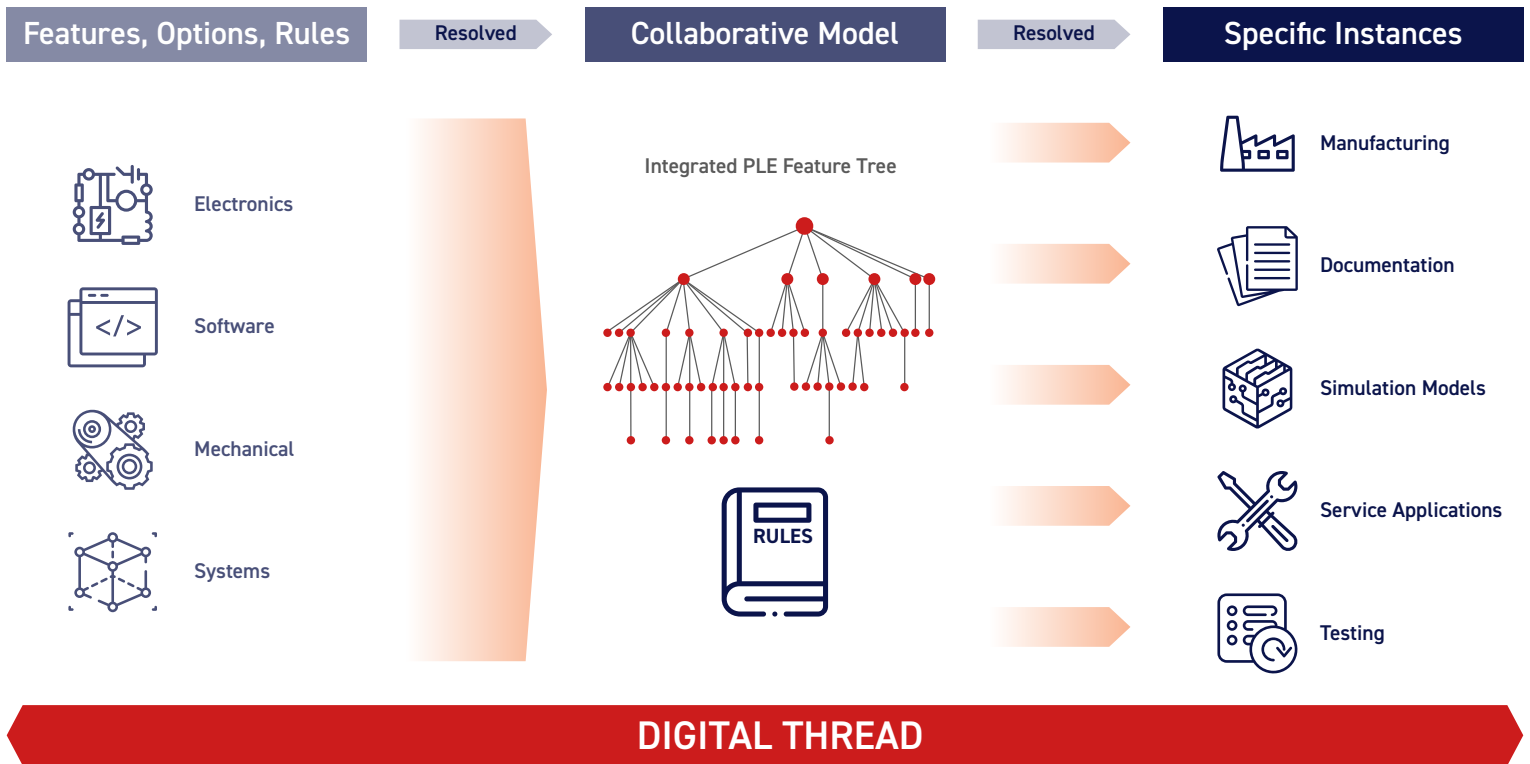 Features, Options, Rules
Resolved
Collaborative Model
Resolved
Specific Instances
Electronics
</>
Software
Mechanical
Systems
Integrated PLE Feature Tree
RULES
Manufacturing
Documentation
Simulation Models
Service Applications
Testing
DIGITAL THREAD